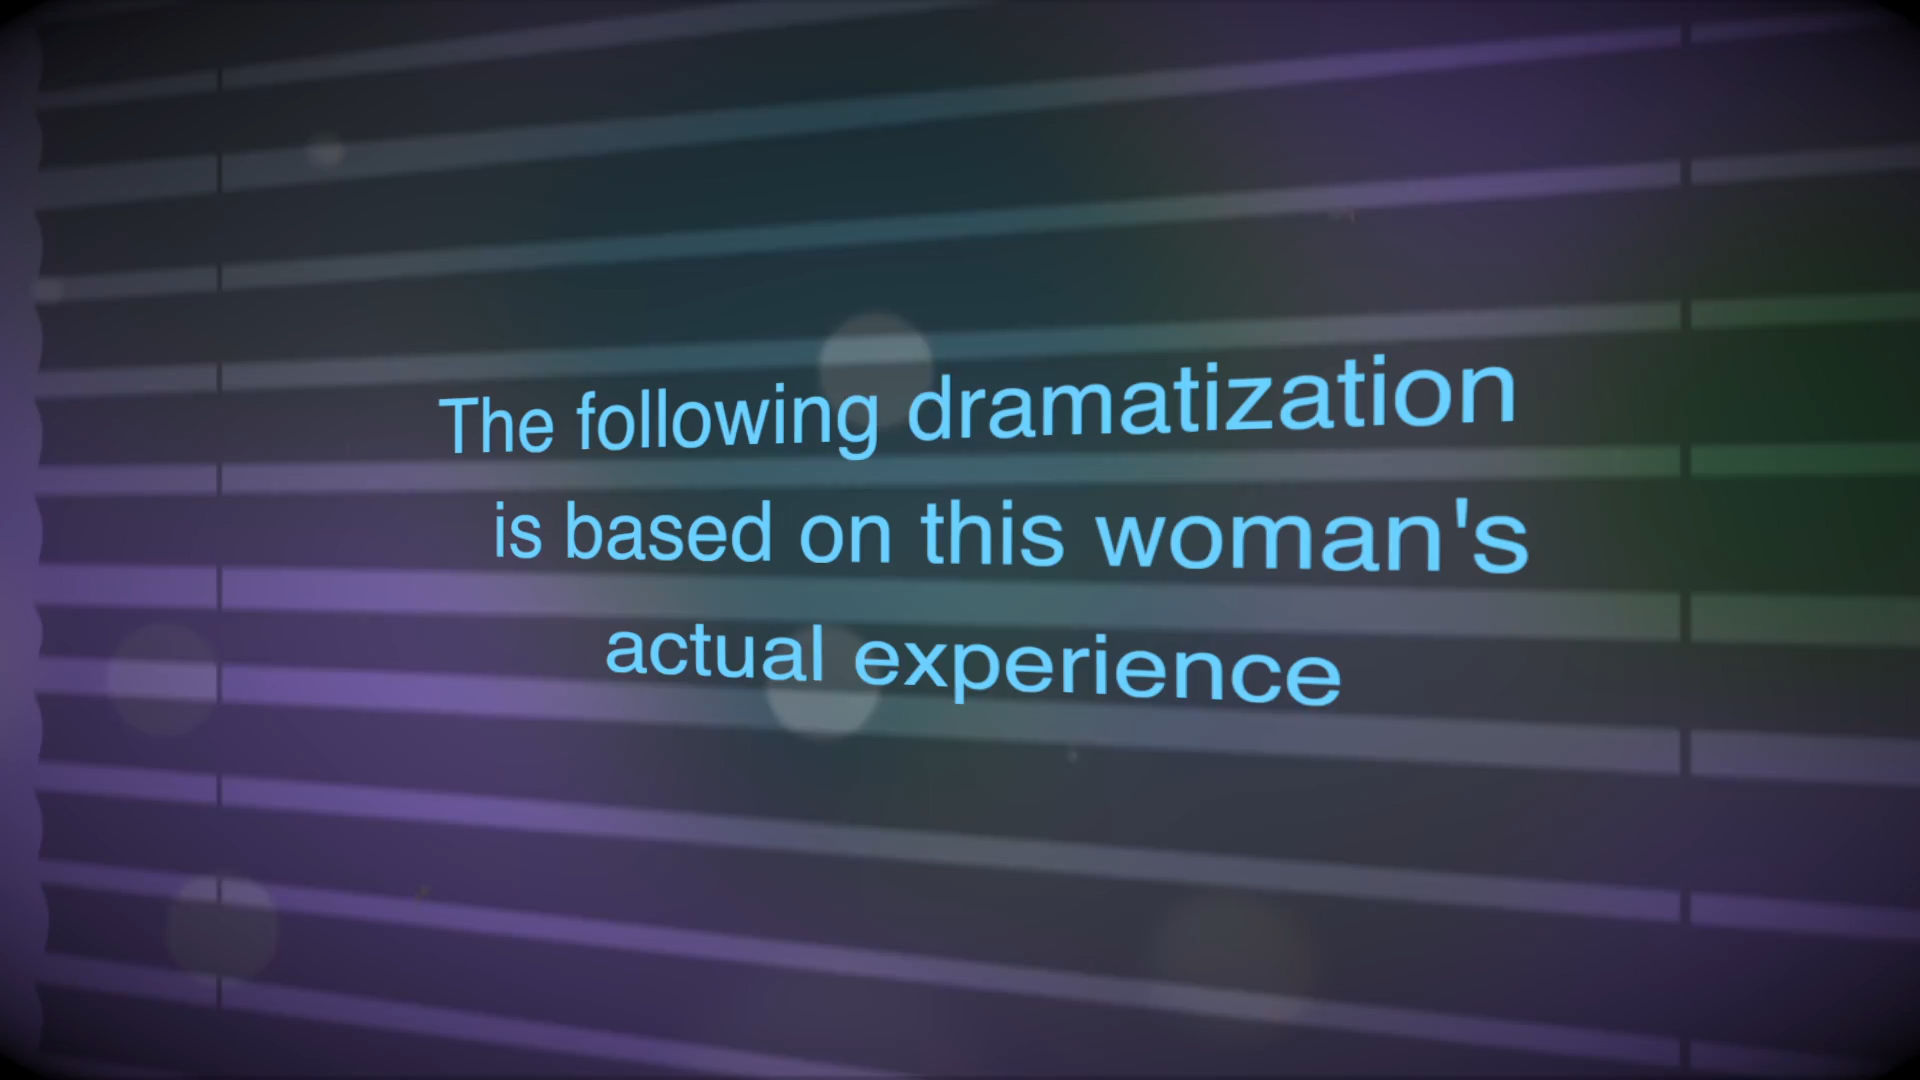 The following dramatization
is based on this woman's
actual experience